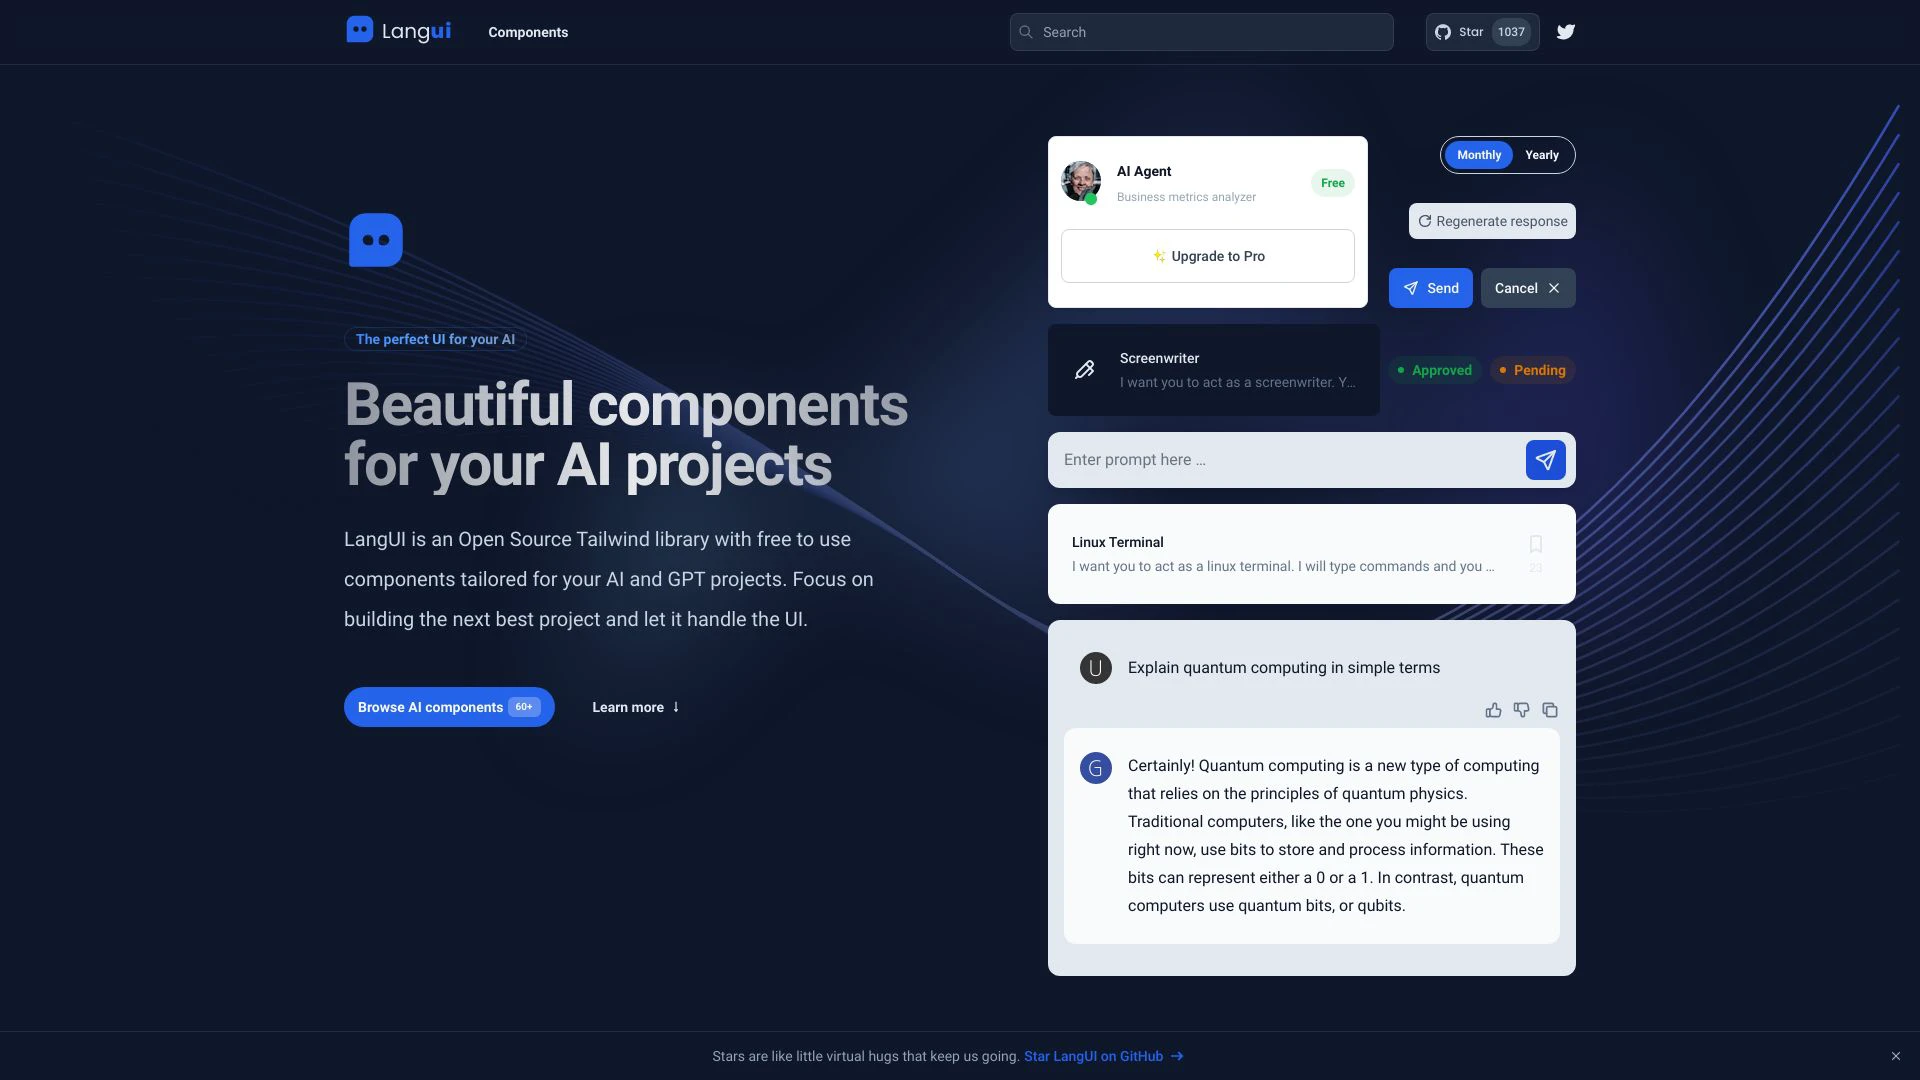 Langui
Components
Search
Star 1037
The perfect UI for your AI
Beautiful components
for your AI projects
LangUI is an Open Source Tailwind library with free to use
components tailored for your AI and GPT projects. Focus on
building the next best project and let it handle the UI.
Browse AI components 60+
Learn more ↓
AI Agent
Business metrics analyzer
Free
Upgrade to Pro
Monthly Yearly
Regenerate response
Send
Cancel
Screenwriter
I want you to act as a screenwriter. Y...
Approved
Pending
Enter prompt here ...
Linux Terminal
I want you to act as a linux terminal. I will type commands and you ...
23
U
Explain quantum computing in simple terms
G
Certainly! Quantum computing is a new type of computing
that relies on the principles of quantum physics.
Traditional computers, like the one you might be using
right now, use bits to store and process information. These
bits can represent either a 0 or a 1. In contrast, quantum
computers use quantum bits, or qubits.
Stars are like little virtual hugs that keep us going. Star LangUI on GitHub →